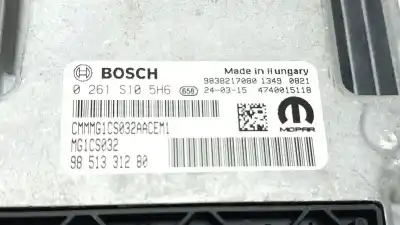 BOSCH
Made in Hungary
9838217080 1349 0821
0 261 S10 5H6 658 24-03-15 4740015118
CMMMG1CS032AACEM1
MG1CS032
98 513 312 80
MOPAR